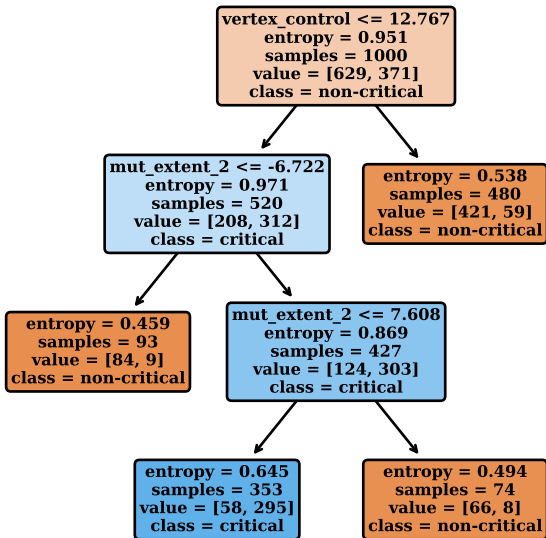 vertex_control <= 12.767
entropy = 0.951
samples = 1000
value = [629, 371]
class = non-critical
mut_extent_2 <= -6.722
entropy = 0.971
samples = 520
value = [208, 312]
class = critical
entropy = 0.538
samples = 480
value = [421, 59]
class = non-critical
entropy = 0.459
samples = 93
value = [84, 9]
class = non-critical
mut_extent_2 <= 7.608
entropy = 0.869
samples = 427
value = [124, 303]
class = critical
entropy = 0.645
samples = 353
value = [58, 295]
class = critical
entropy = 0.494
samples = 74
value = [66, 8]
class = non-critical